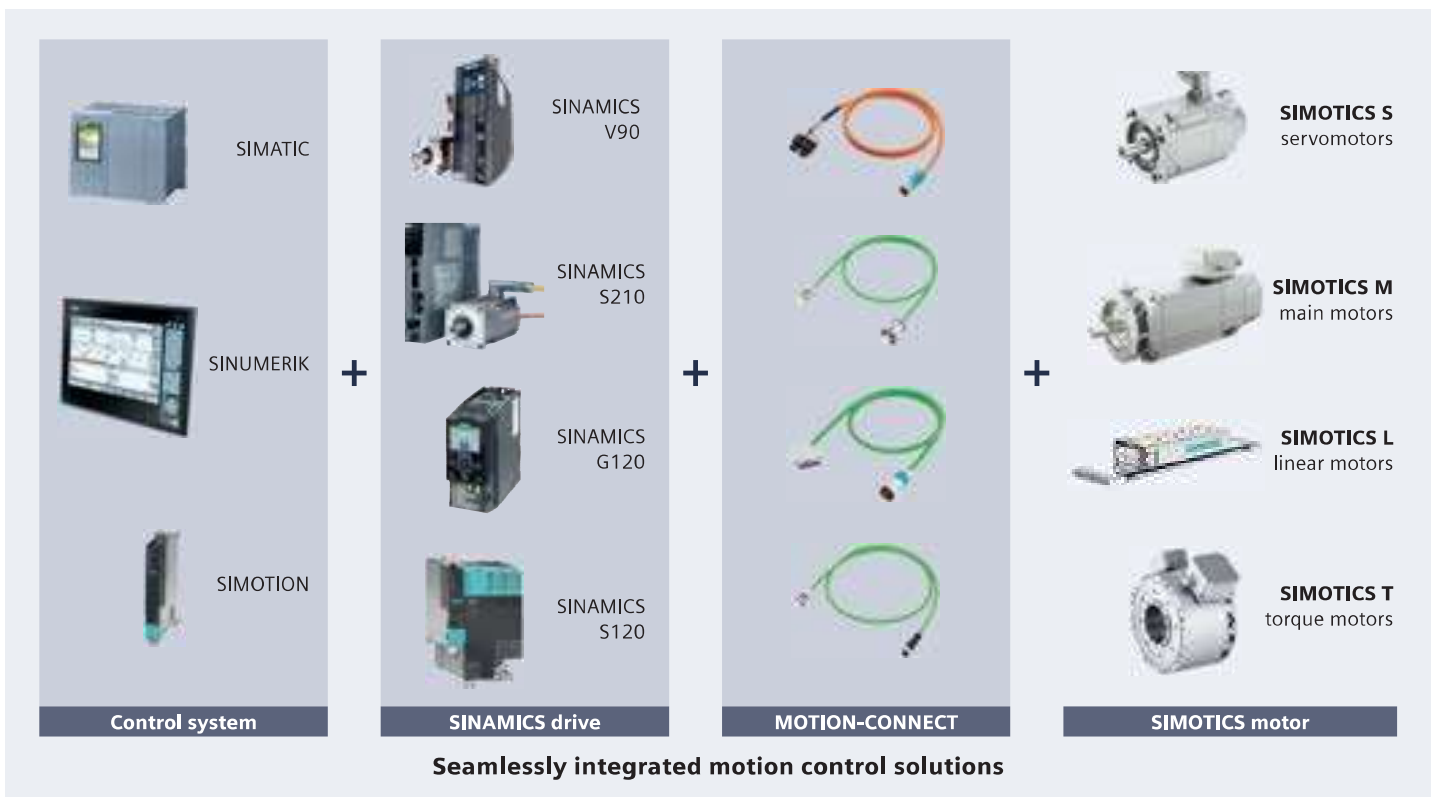 SIMATIC
SINUMERIK
SIMOTION
Control system
+
SINAMICS
V90
SINAMICS
S210
SINAMICS
G120
SINAMICS
S120
SINAMICS drive
+
MOTION-CONNECT
+
SIMOTICS S
servomotors
SIMOTICS M
main motors
SIMOTICS L
linear motors
SIMOTICS T
torque motors
SIMOTICS motor
Seamlessly integrated motion control solutions